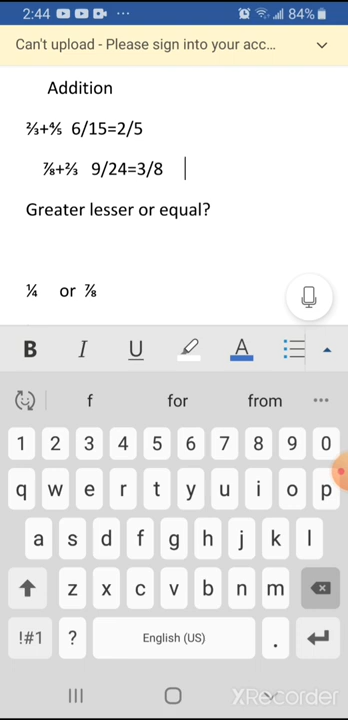 2:44 84%
Can't upload - Please sign into your acc...
Addition
⅔+⅘ 6/15=2/5
⅞+⅔ 9/24=3/8
Greater lesser or equal?
¼ or ⅞
B I U A
f for from
1 2 3 4 5 6 7 8 9 0
q w e r t y u i o p
a s d f g h j k l
z x c v b n m
!#1 ? English (US) .
XRecorder